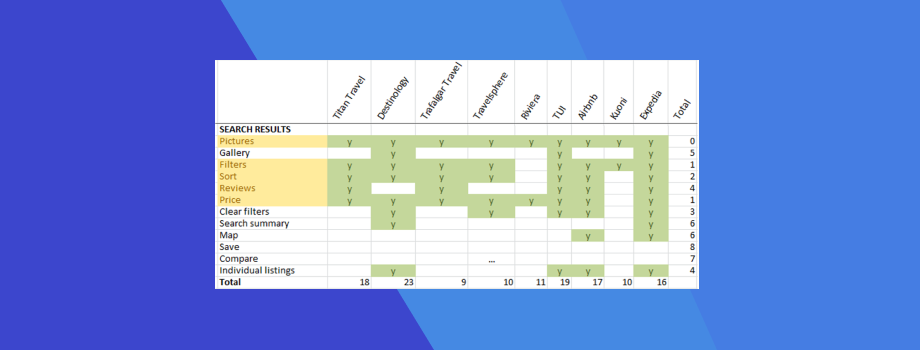 Titan Travel Destinology Trafalgar Travel Travelsphere Riviera TUI Airbnb Kuoni Expedia Total
SEARCH RESULTS
Pictures y y y y y y y y y 0
Gallery y y y 5
Filters y y y y y y y y 1
Sort y y y y y y y 2
Reviews y y y y y 4
Price y y y y y y y y 1
Clear filters y y y y y 3
Search summary y y 6
Map y y 6
Save 8
Compare ... 7
Individual listings y y y y 4
Total 18 23 9 10 11 19 17 10 16